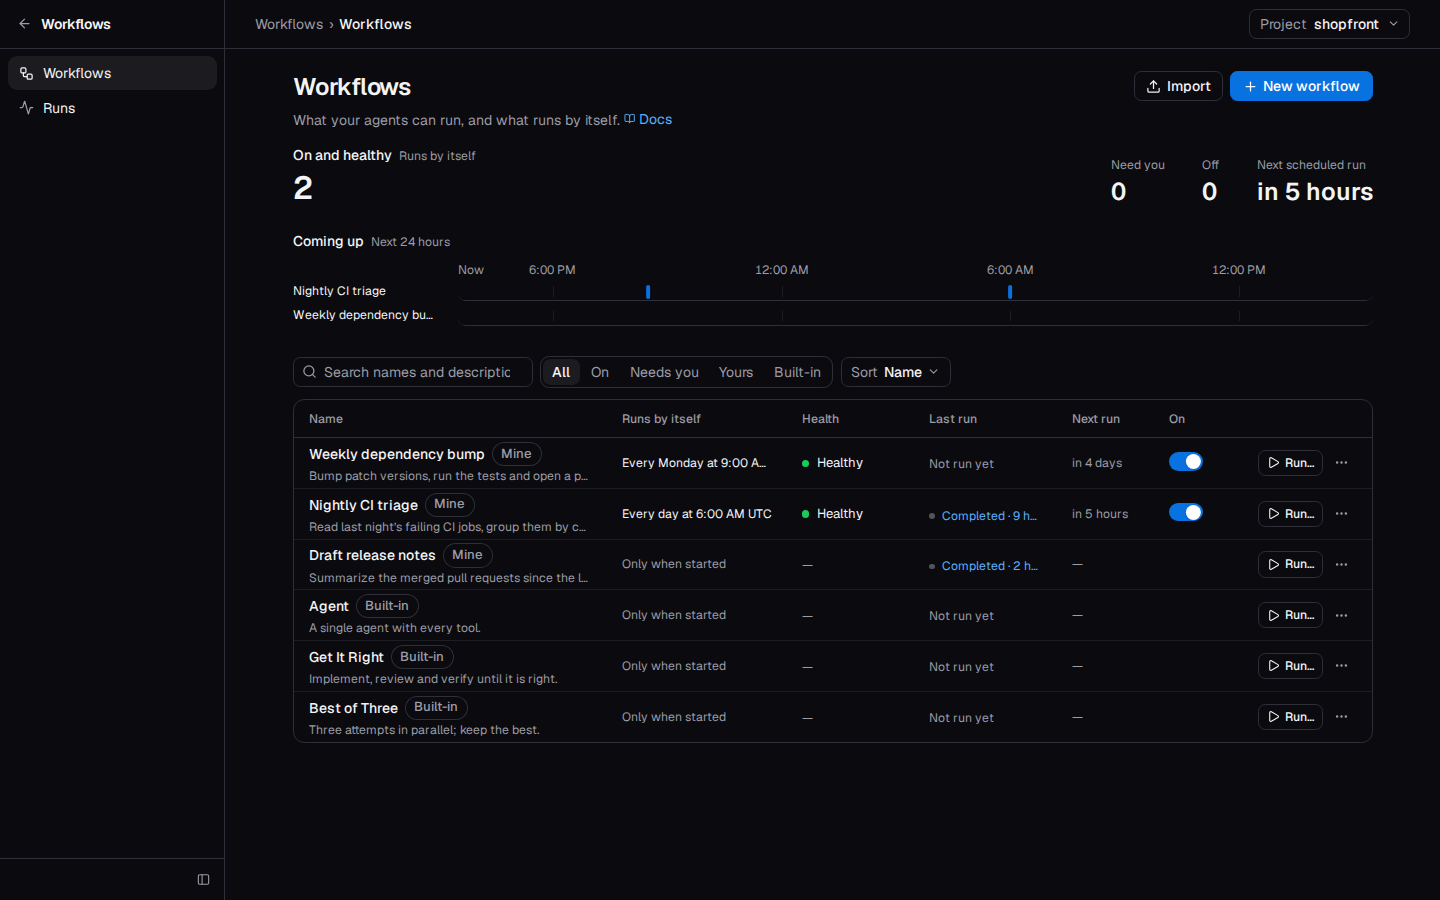 Workflows
Workflows › Workflows
Project shopfront
Workflows
Runs
Workflows
Import
New workflow
What your agents can run, and what runs by itself. Docs
On and healthy Runs by itself
2
Need you
0
Off
0
Next scheduled run
in 5 hours
Coming up Next 24 hours
Now 6:00 PM 12:00 AM 6:00 AM 12:00 PM
Nightly CI triage
Weekly dependency bu…
Search names and descriptic
All On Needs you Yours Built-in
Sort Name
Name Runs by itself Health Last run Next run On
Weekly dependency bump Mine
Bump patch versions, run the tests and open a p…
Every Monday at 9:00 A… Healthy Not run yet in 4 days Run…
Nightly CI triage Mine
Read last night's failing CI jobs, group them by c…
Every day at 6:00 AM UTC Healthy Completed · 9 h… in 5 hours Run…
Draft release notes Mine
Summarize the merged pull requests since the l…
Only when started — Completed · 2 h… — Run…
Agent Built-in
A single agent with every tool.
Only when started — Not run yet — Run…
Get It Right Built-in
Implement, review and verify until it is right.
Only when started — Not run yet — Run…
Best of Three Built-in
Three attempts in parallel; keep the best.
Only when started — Not run yet — Run…